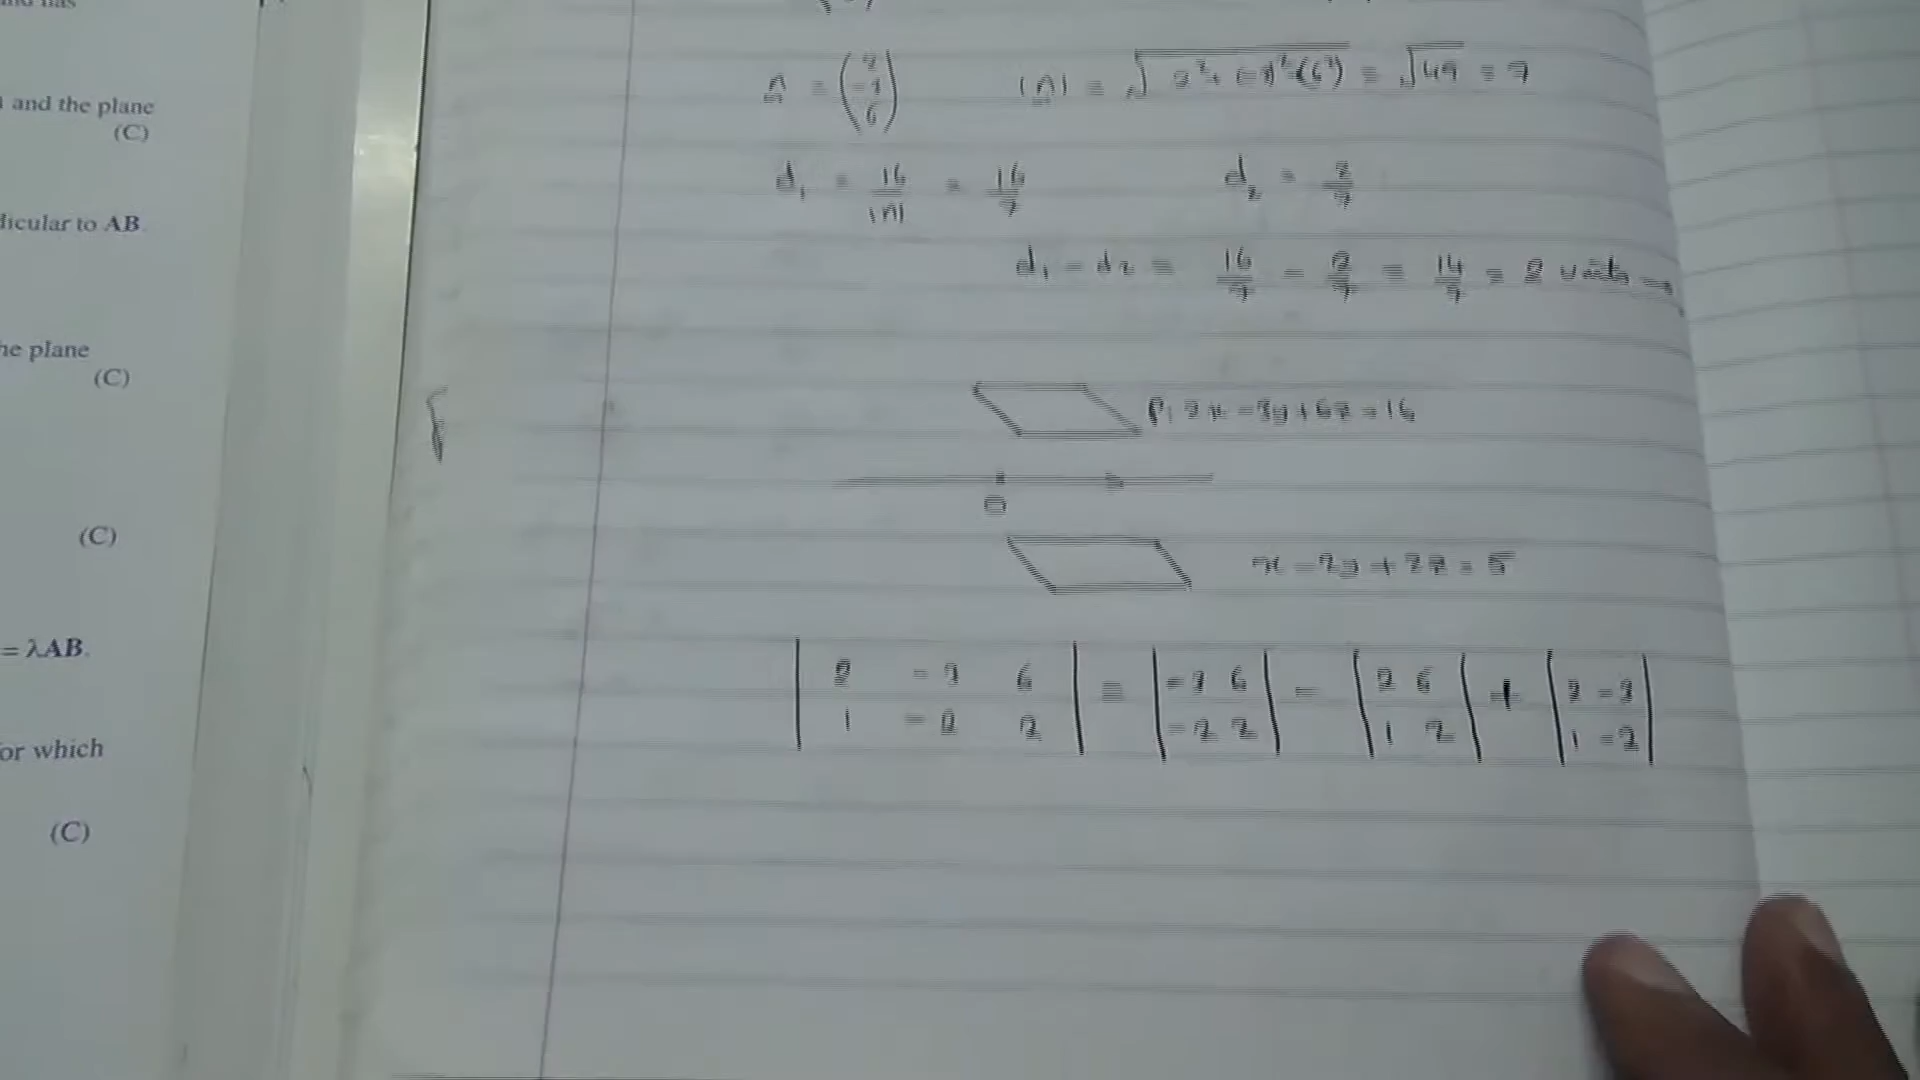 and the plane
(C)
dicular to AB.
he plane
(C)
(C)
= λAB.
or which
(C)
n = (2 -3 6) |n| = √(2² + (-3)² + (6²)) = √49 = 7
d₁ = 16/|n| = 16/7 d₂ = 2/7
d₁ - d₂ = 16/7 - 2/7 = 14/7 = 2 units
P₁ 2x - 3y + 6z = 16
O
x - 2y + 2z = 5
| 2 -3 6 | = | -3 6 | - | 2 6 | + | 2 -3 |
| 1 -2 2 | | -2 2 | | 1 2 | | 1 -2 |